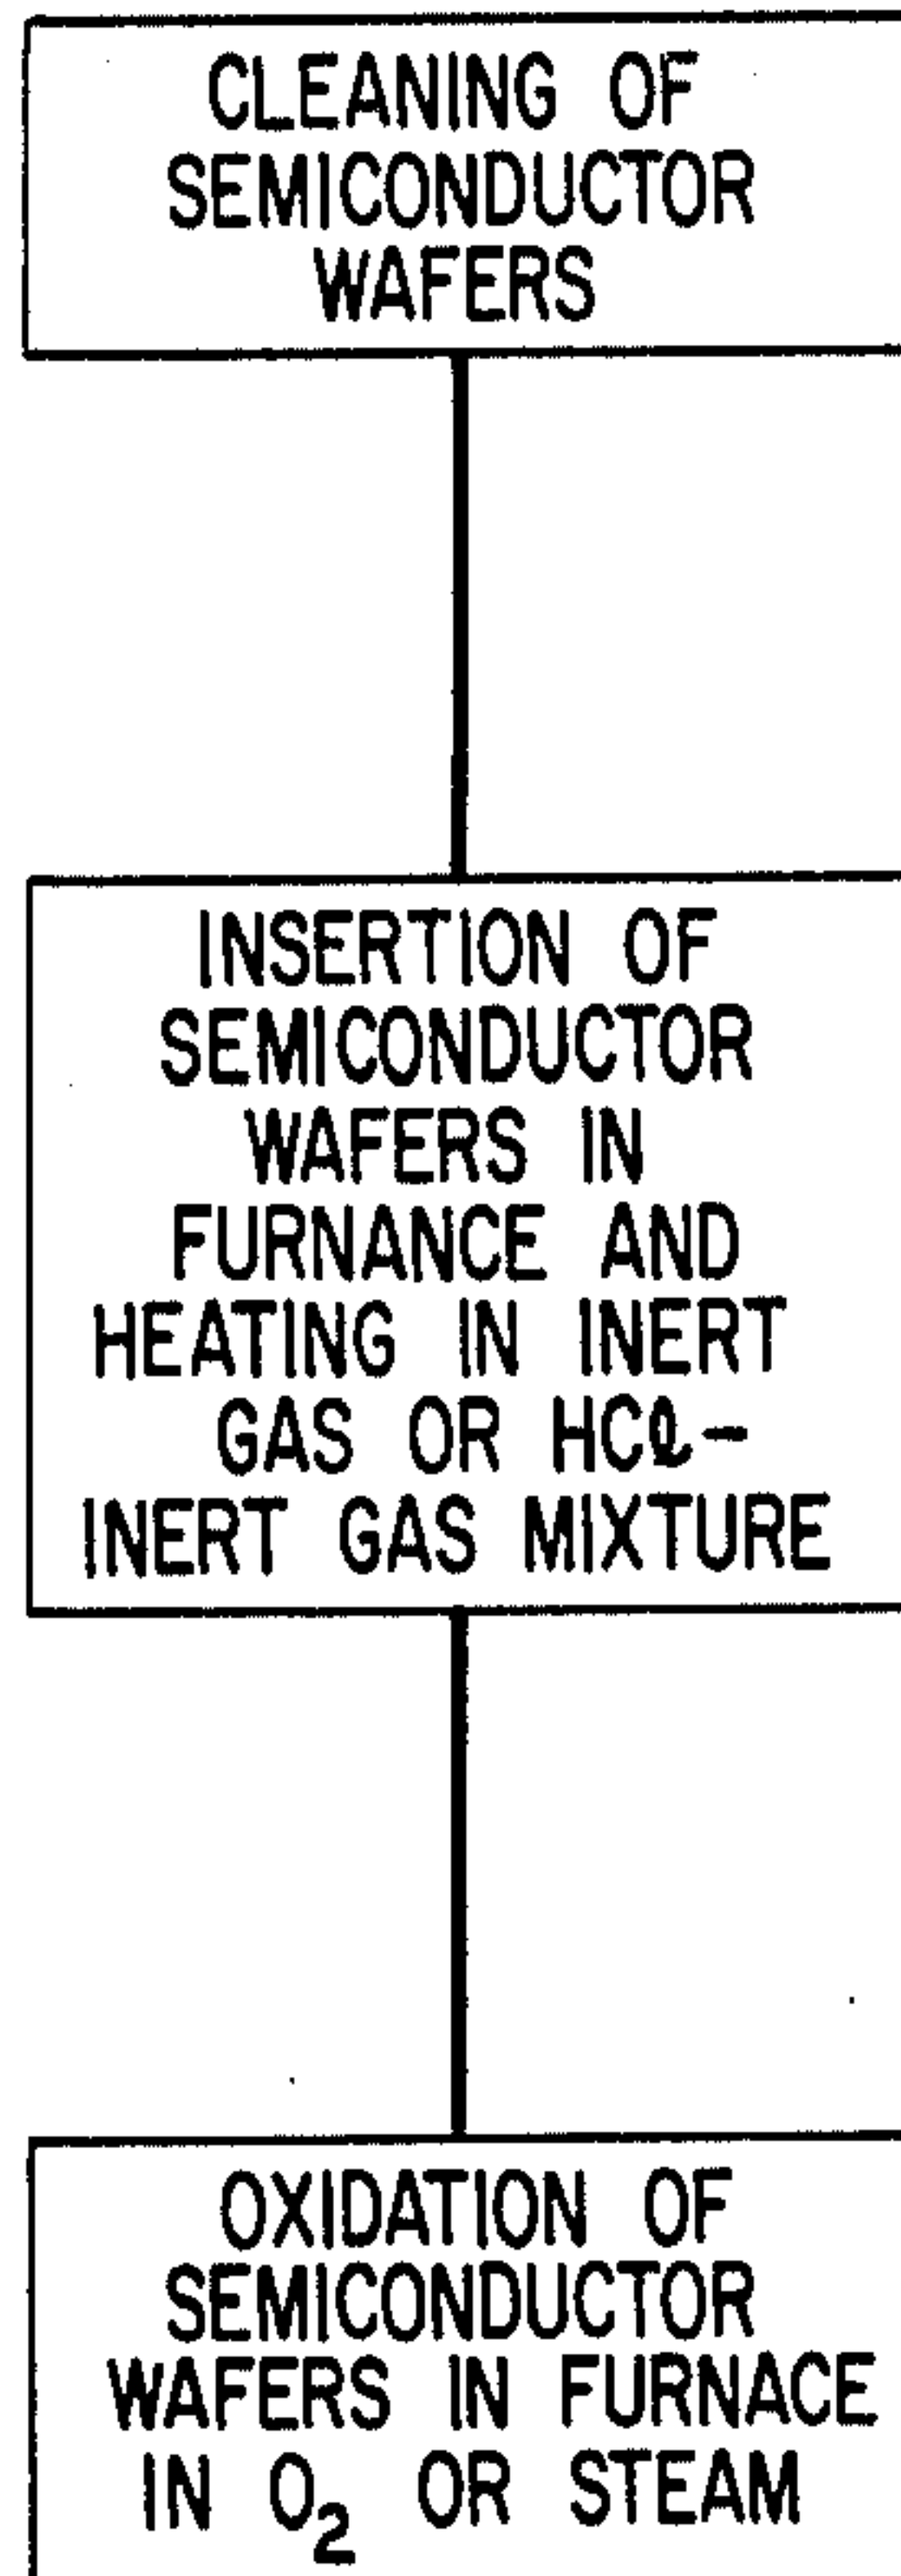 CLEANING OF
SEMICONDUCTOR
WAFERS
INSERTION OF
SEMICONDUCTOR
WAFERS IN
FURNANCE AND
HEATING IN INERT
GAS OR HCl-
INERT GAS MIXTURE
OXIDATION OF
SEMICONDUCTOR
WAFERS IN FURNACE
IN O₂ OR STEAM